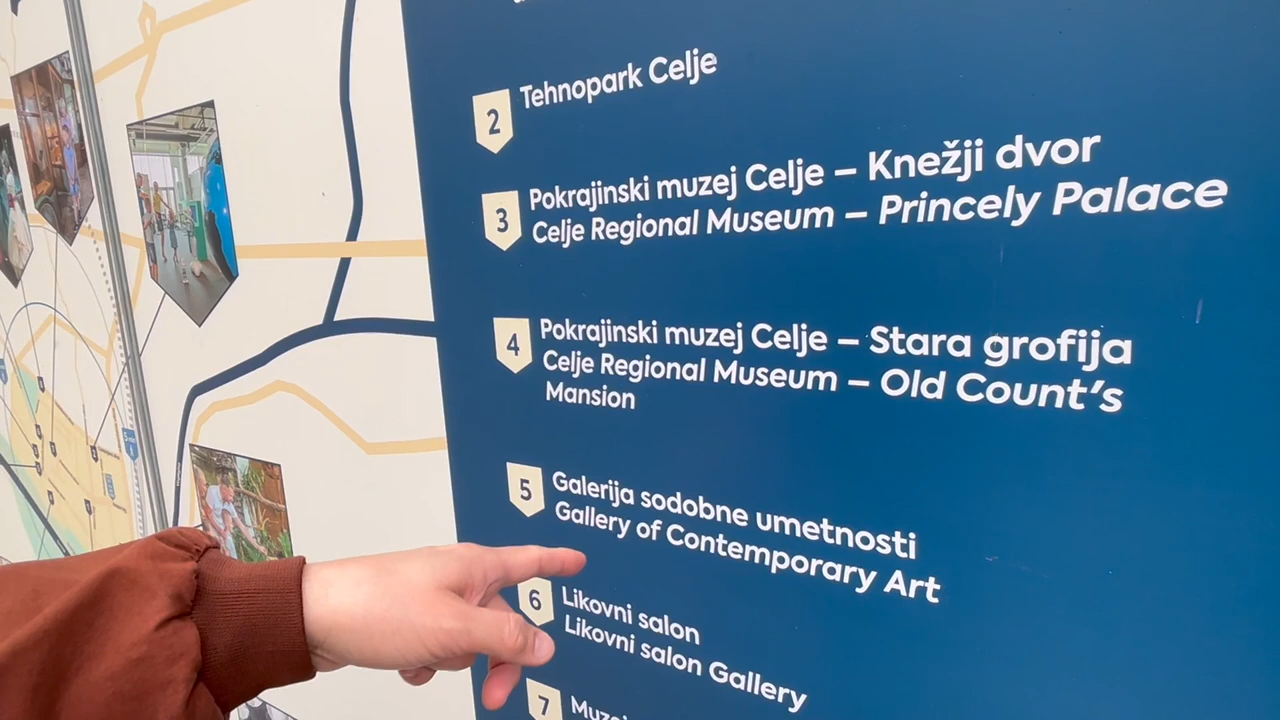 2
Tehnopark Celje
3
Pokrajinski muzej Celje – Knežji dvor
Celje Regional Museum – Princely Palace
4
Pokrajinski muzej Celje – Stara grofija
Celje Regional Museum – Old Count's
Mansion
5
Galerija sodobne umetnosti
Gallery of Contemporary Art
6
Likovni salon
Likovni salon Gallery
7